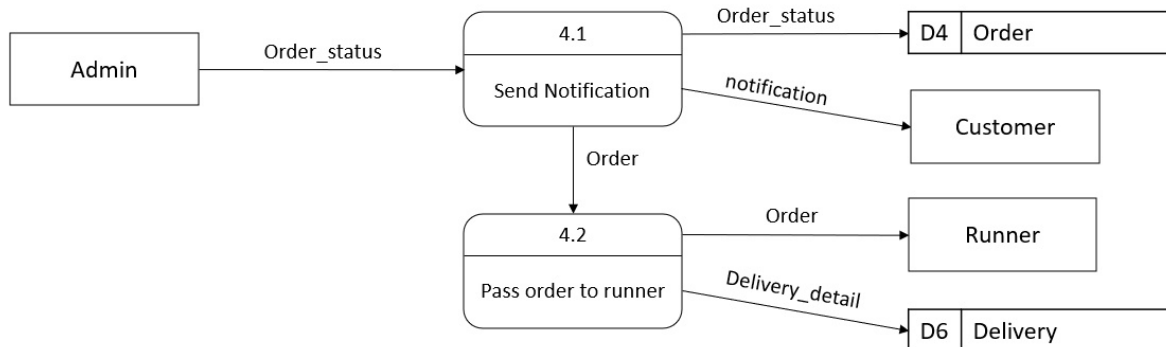 Admin
Order_status
4.1
Send Notification
Order_status
D4 Order
notification
Customer
Order
4.2
Pass order to runner
Order
Runner
Delivery_detail
D6 Delivery